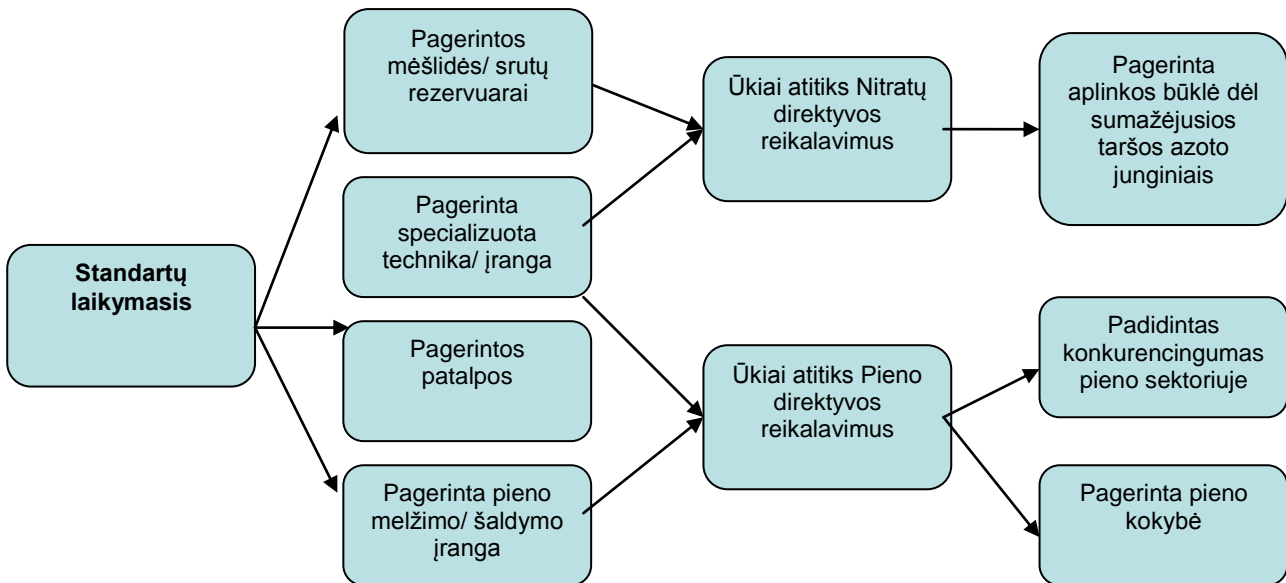 Standartų
laikymasis
Pagerintos
mėšlidės/ srutų
rezervuarai
Pagerinta
specializuota
technika/ įranga
Pagerintos
patalpos
Pagerinta pieno
melžimo/ šaldymo
įranga
Ūkiai atitiks Nitratų
direktyvos
reikalavimus
Ūkiai atitiks Pieno
direktyvos
reikalavimus
Pagerinta
aplinkos būklė dėl
sumažėjusios
taršos azoto
junginiais
Padidintas
konkurencingumas
pieno sektoriuje
Pagerinta pieno
kokybė